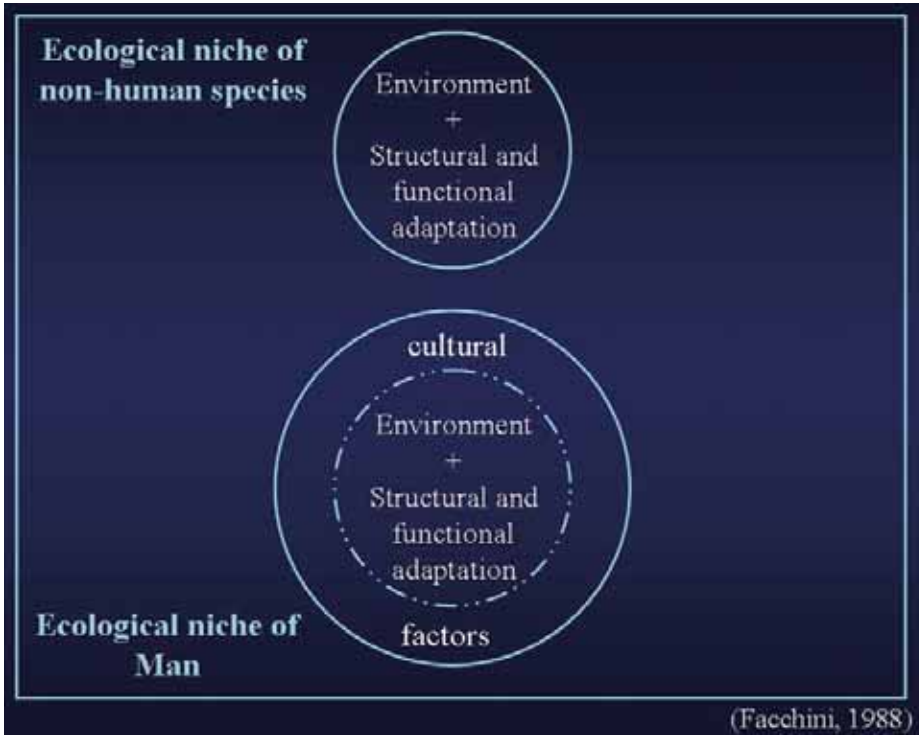 Ecological niche of
non-human species
Environment
+
Structural and
functional
adaptation
cultural
Environment
+
Structural and
functional
adaptation
factors
Ecological niche of
Man
(Facchini, 1988)